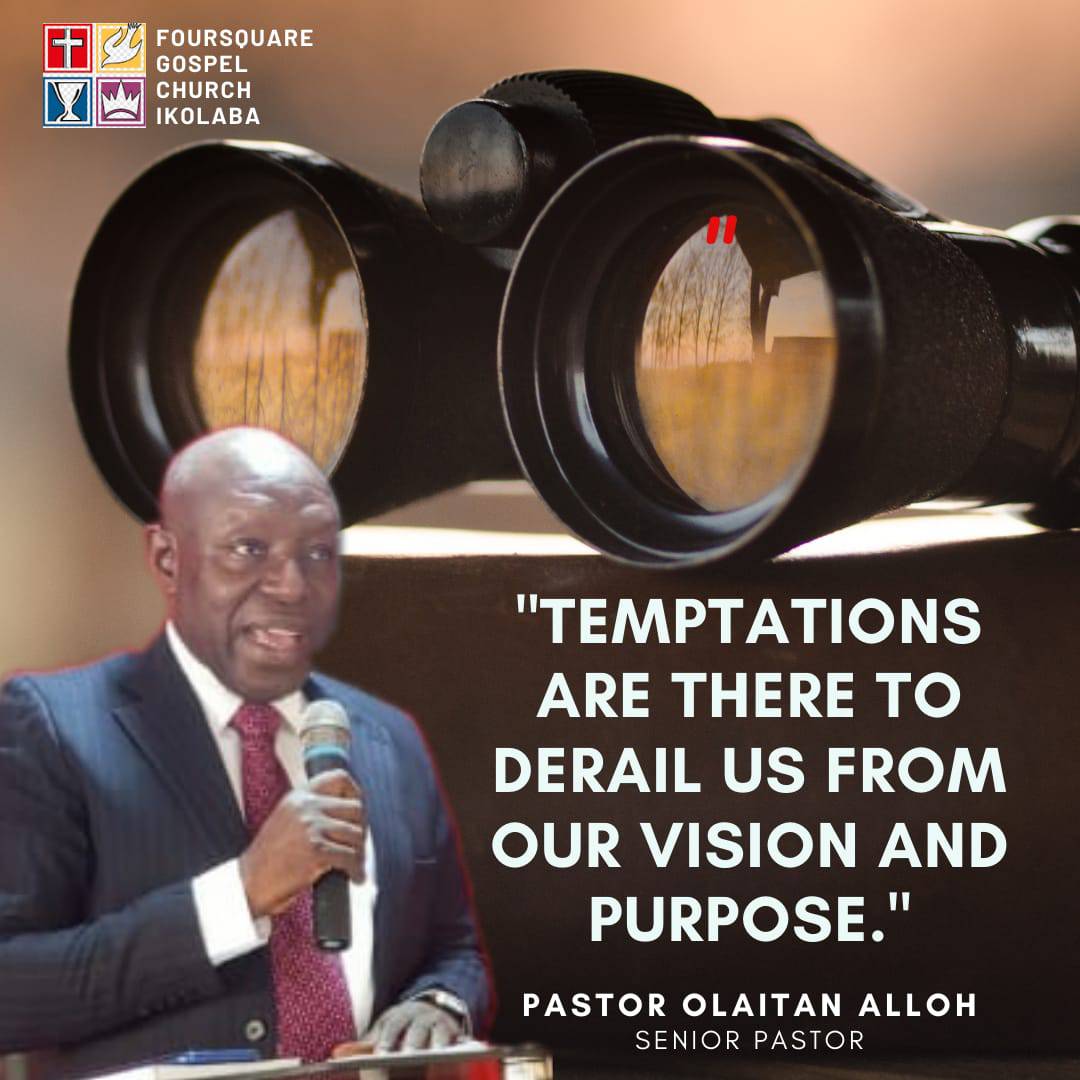 FOURSQUARE
GOSPEL
CHURCH
IKOLABA
"
"TEMPTATIONS
ARE THERE TO
DERAIL US FROM
OUR VISION AND
PURPOSE."
PASTOR OLAITAN ALLOH
SENIOR PASTOR